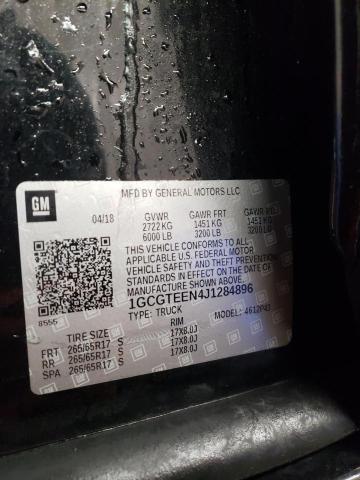 MFD BY GENERAL MOTORS LLC
GM
04/18 GVWR GAWR FRT GAWR RR
2722 KG 1451 KG 1451 KG
6000 LB 3200 LB 3200 LB
THIS VEHICLE CONFORMS TO ALL
APPLICABLE U.S. FEDERAL MOTOR
VEHICLE SAFETY AND THEFT PREVENTION
STANDARDS IN EFFECT ON THE DATE OF
1GCGTEEN4J1284896
8555 TYPE: TRUCK MODEL:
TIRE SIZE RIM
FRT 265/65R17 S 17X8.0J
RR 265/65R17 S 17X8.0J
SPA 265/65R17 S 17X8.0J